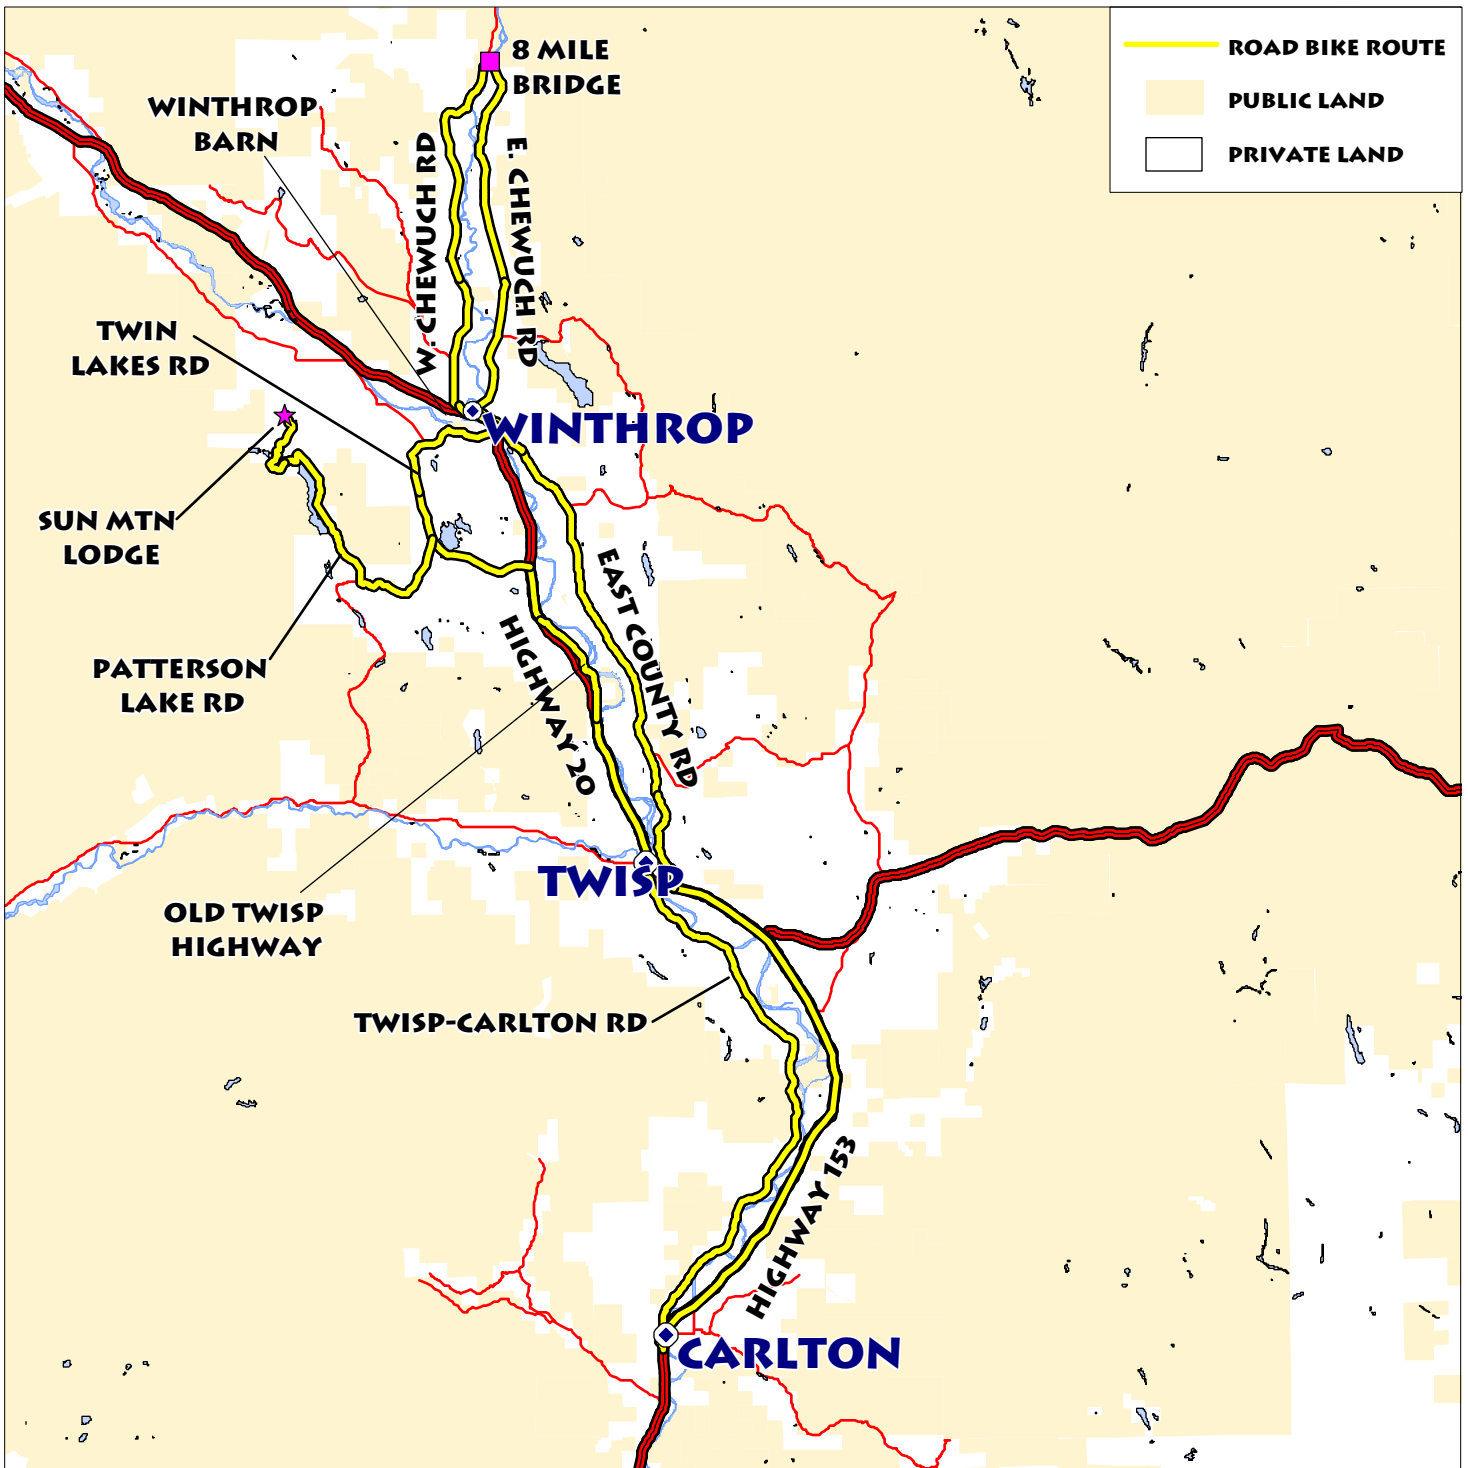 8 MILE
BRIDGE
ROAD BIKE ROUTE
PUBLIC LAND
PRIVATE LAND
WINTHROP
BARN
W. CHEWUCH RD
E. CHEWUCH RD
TWIN
LAKES RD
WINTHROP
SUN MTN
LODGE
PATTERSON
LAKE RD
HIGHWAY 20
EAST COUNTY RD
TWISP
OLD TWISP
HIGHWAY
TWISP-CARLTON RD
HIGHWAY 153
CARLTON